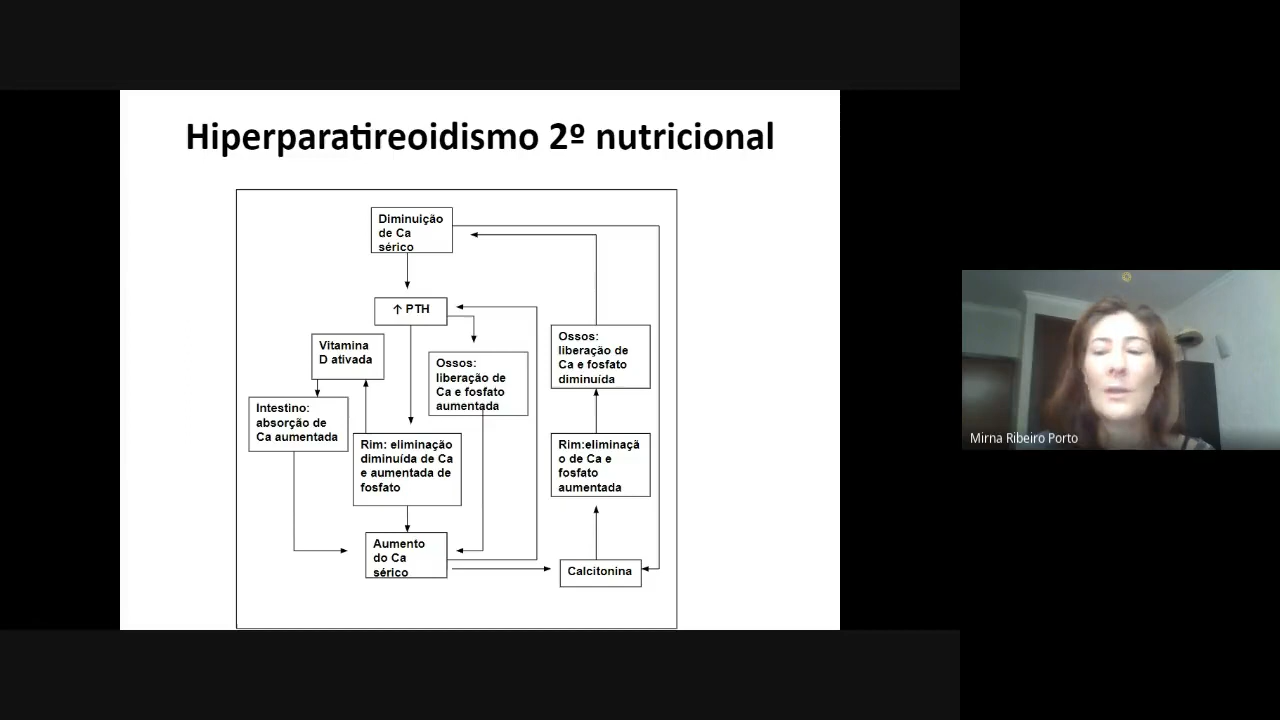 Hiperparatireoidismo 2º nutricional
Diminuição
de Ca
sérico
↑ PTH
Vitamina
D ativada
Ossos:
liberação de
Ca e fosfato
aumentada
Ossos:
liberação de
Ca e fosfato
diminuída
Intestino:
absorção de
Ca aumentada
Rim: eliminação
diminuída de Ca
e aumentada de
fosfato
Rim:eliminaçã
o de Ca e
fosfato
aumentada
Aumento
do Ca
sérico
Calcitonina
Mirna Ribeiro Porto